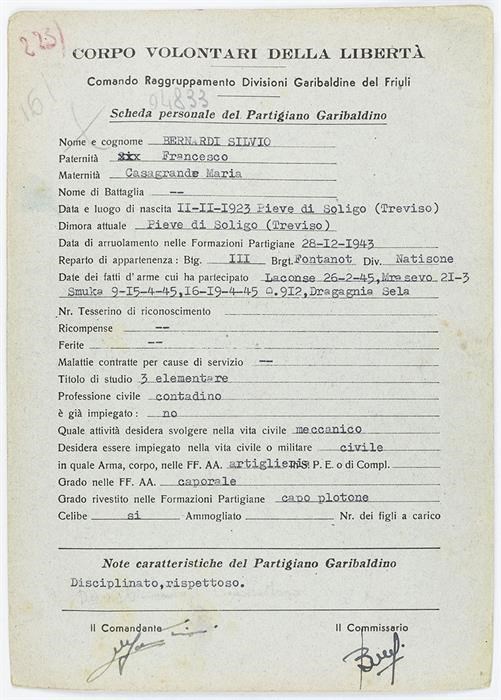 223)
CORPO VOLONTARI DELLA LIBERTÀ
Comando Raggruppamento Divisioni Garibaldine del Friuli
16
04833
Scheda personale del Partigiano Garibaldino
Nome e cognome BERNARDI SILVIO
Paternità Francesco
Maternità Casagrande Maria
Nome di Battaglia --
Data e luogo di nascita II-II-1923 Pieve di Soligo (Treviso)
Dimora attuale Pieve di Soligo (Treviso)
Data di arruolamento nelle Formazioni Partigiane 28-12-1943
Reparto di appartenenza: Btg. III Brgt. Fontanot Div. Natisone
Date dei fatti d'arme cui ha partecipato Laconse 26-2-45, Mrasevo 2I-3
Smuka 9-15-4-45, I6-I9-4-45 Q.9I2, Dragagnia Sela
Nr. Tesserino di riconoscimento
Ricompense --
Ferite --
Malattie contratte per cause di servizio --
Titolo di studio 3 elementare
Professione civile contadino
è già impiegato: no
Quale attività desidera svolgere nella vita civile meccanico
Desidera essere impiegato nella vita civile o militare civile
in quale Arma, corpo, nelle FF. AA. artiglieria in S. P. E. o di Compl.
Grado nelle FF. AA. caporale
Grado rivestito nelle Formazioni Partigiane capo plotone
Celibe si Ammogliato Nr. dei figli a carico
Note caratteristiche del Partigiano Garibaldino
Disciplinato, rispettoso.
Il Comandante Il Commissario